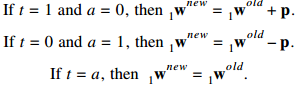 If t = 1 and a = 0, then ₁w^new = ₁w^old + p.
If t = 0 and a = 1, then ₁w^new = ₁w^old – p.
If t = a, then ₁w^new = ₁w^old.